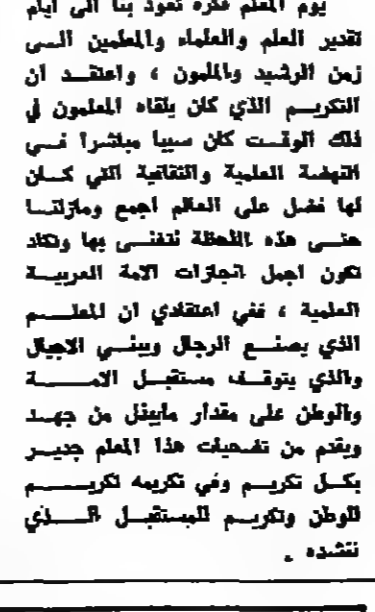 يوم المعلم فكرة تعود بنا الى ايام
تقدير العلم والعلماء والمعلمين الى
زمن الرشيد والمامون ، واعتقد ان
التكريم الذي كان يلقاه المعلمون في
ذلك الوقت كان سببا مباشرا في
النهضة العلمية والثقافية التي كان
لها فضل على العالم اجمع ومازلنا
حتى هذه اللحظة نتغنى بها وتكاد
تكون اجمل انجازات الامة العربية
العلمية ، ففي اعتقادي ان المعلم
الذي يصنع الرجال ويبني الاجيال
والذي يتوقف مستقبل الامة
والوطن على مقدار مايبذل من جهد
ويقدم من تضحيات هذا المعلم جدير
بكل تكريم وفي تكريمه تكريم
للوطن وتكريم للمستقبل الذي
ننشده .